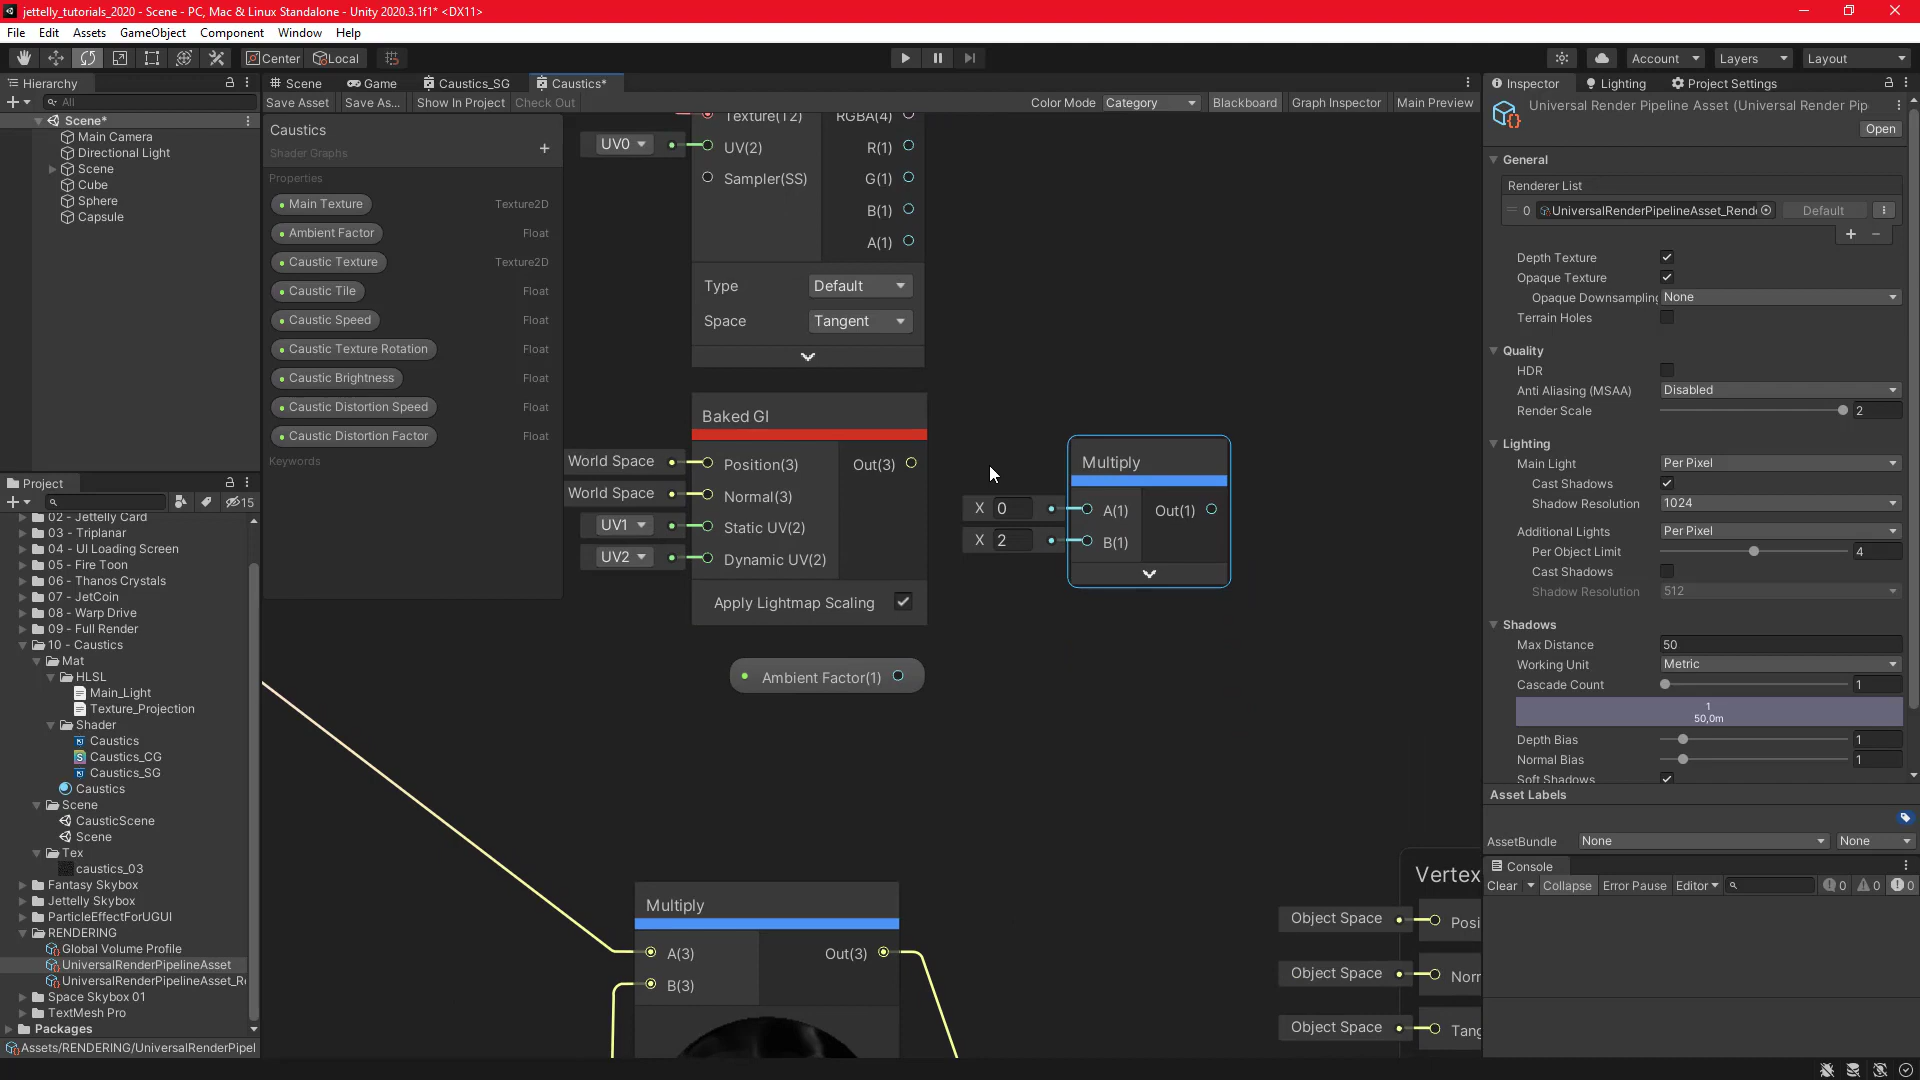 jettelly_tutorials_2020 - Scene - PC, Mac & Linux Standalone - Unity 2020.3.1f1* <DX11>
File Edit Assets GameObject Component Window Help
Center Local Account Layers Layout
Hierarchy
All
Scene*
Main Camera
Directional Light
Scene
Cube
Sphere
Capsule
Project
15
02 - Jettelly Card
03 - Triplanar
04 - UI Loading Screen
05 - Fire Toon
06 - Thanos Crystals
07 - JetCoin
08 - Warp Drive
09 - Full Render
10 - Caustics
Mat
HLSL
Main_Light
Texture_Projection
Shader
Caustics
Caustics_CG
Caustics_SG
Caustics
Scene
CausticScene
Scene
Tex
caustics_03
Fantasy Skybox
Jettelly Skybox
ParticleEffectForUGUI
RENDERING
Global Volume Profile
UniversalRenderPipelineAsset
UniversalRenderPipelineAsset_Re
Space Skybox 01
TextMesh Pro
Packages
Assets/RENDERING/UniversalRenderPipel
Scene Game Caustics_SG Caustics*
Save Asset Save As... Show In Project Check Out Color Mode Category Blackboard Graph Inspector Main Preview
Caustics
Shader Graphs
Properties
Main Texture Texture2D
Ambient Factor Float
Caustic Texture Texture2D
Caustic Tile Float
Caustic Speed Float
Caustic Texture Rotation Float
Caustic Brightness Float
Caustic Distortion Speed Float
Caustic Distortion Factor Float
Keywords
Texture(T2) RGBA(4)
UV0 UV(2) R(1)
Sampler(SS) G(1)
B(1)
A(1)
Type Default
Space Tangent
Baked GI
World Space Position(3) Out(3)
World Space Normal(3)
UV1 Static UV(2)
UV2 Dynamic UV(2)
Apply Lightmap Scaling
Ambient Factor(1)
Multiply
X 0 A(1) Out(1)
X 2 B(1)
Multiply
A(3) Out(3)
B(3)
Vertex
Object Space Posi
Object Space Norr
Object Space Tang
Inspector Lighting Project Settings
Universal Render Pipeline Asset (Universal Render Pip
Open
General
Renderer List
0 UniversalRenderPipelineAsset_Rende Default
Depth Texture
Opaque Texture
Opaque Downsampling None
Terrain Holes
Quality
HDR
Anti Aliasing (MSAA) Disabled
Render Scale 2
Lighting
Main Light Per Pixel
Cast Shadows
Shadow Resolution 1024
Additional Lights Per Pixel
Per Object Limit 4
Cast Shadows
Shadow Resolution 512
Shadows
Max Distance 50
Working Unit Metric
Cascade Count 1
1
50,0m
Depth Bias 1
Normal Bias 1
Soft Shadows
Asset Labels
AssetBundle None None
Console
Clear Collapse Error Pause Editor 0 0 0